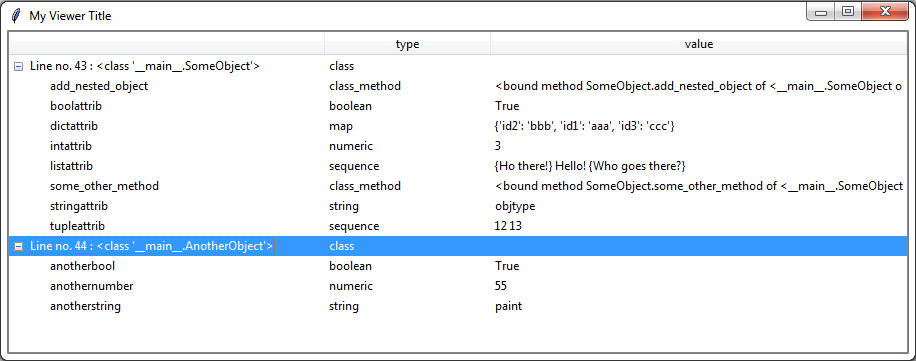 My Viewer Title
type value
Line no. 43 : <class '__main__.SomeObject'> class
add_nested_object class_method <bound method SomeObject.add_nested_object of <__main__.SomeObject o
boolattrib boolean True
dictattrib map {'id2': 'bbb', 'id1': 'aaa', 'id3': 'ccc'}
intattrib numeric 3
listattrib sequence {Ho there!} Hello! {Who goes there?}
some_other_method class_method <bound method SomeObject.some_other_method of <__main__.SomeObject
stringattrib string objtype
tupleattrib sequence 12 13
Line no. 44 : <class '__main__.AnotherObject'> class
anotherbool boolean True
anothernumber numeric 55
anotherstring string paint